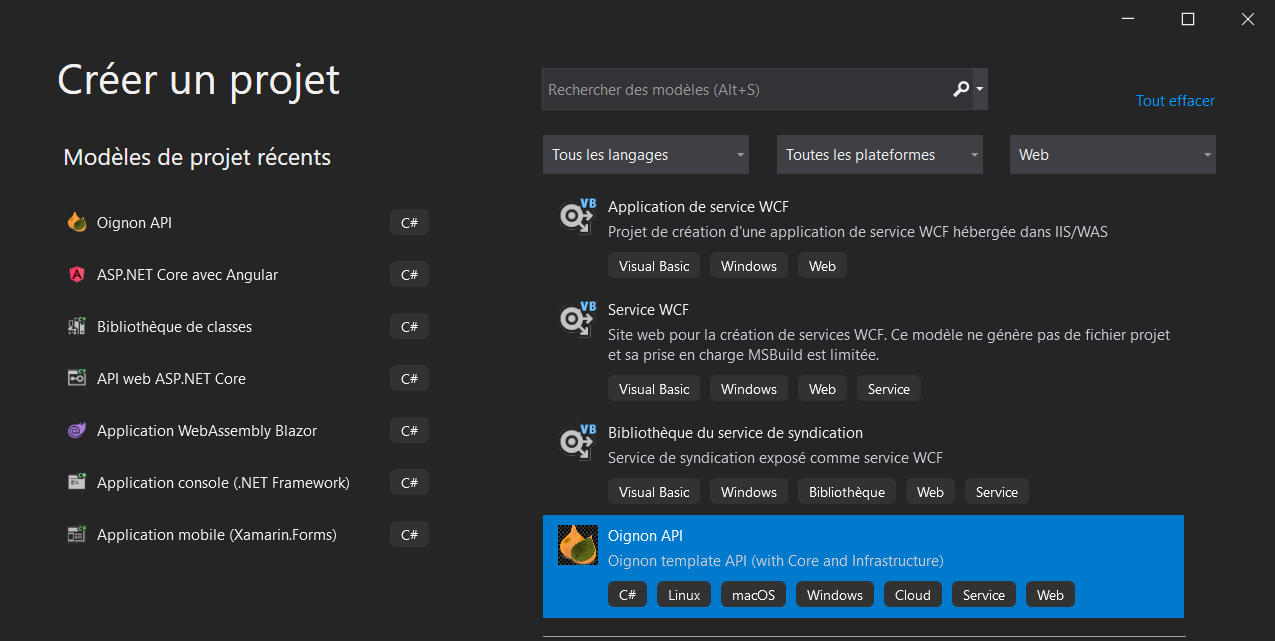 Créer un projet
Modèles de projet récents
Oignon API C#
ASP.NET Core avec Angular C#
Bibliothèque de classes C#
API web ASP.NET Core C#
Application WebAssembly Blazor C#
Application console (.NET Framework) C#
Application mobile (Xamarin.Forms) C#
Rechercher des modèles (Alt+S)
Tout effacer
Tous les langages Toutes les plateformes Web
VB
Application de service WCF
Projet de création d'une application de service WCF hébergée dans IIS/WAS
Visual Basic Windows Web
VB
Service WCF
Site web pour la création de services WCF. Ce modèle ne génère pas de fichier projet
et sa prise en charge MSBuild est limitée.
Visual Basic Windows Web Service
VB
Bibliothèque du service de syndication
Service de syndication exposé comme service WCF
Visual Basic Windows Bibliothèque Web Service
Oignon API
Oignon template API (with Core and Infrastructure)
C# Linux macOS Windows Cloud Service Web